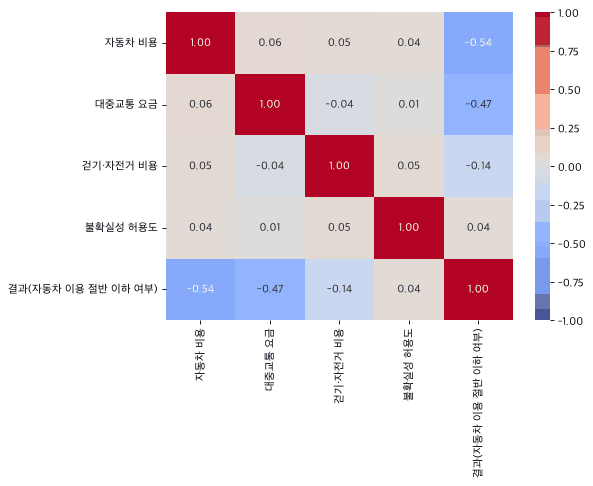 자동차 비용 1.00 0.06 0.05 0.04 -0.54
대중교통 요금 0.06 1.00 -0.04 0.01 -0.47
걷기·자전거 비용 0.05 -0.04 1.00 0.05 -0.14
불확실성 허용도 0.04 0.01 0.05 1.00 0.04
결과(자동차 이용 절반 이하 여부) -0.54 -0.47 -0.14 0.04 1.00
자동차 비용
대중교통 요금
걷기·자전거 비용
불확실성 허용도
결과(자동차 이용 절반 이하 여부)
1.00
0.75
0.50
0.25
0.00
-0.25
-0.50
-0.75
-1.00